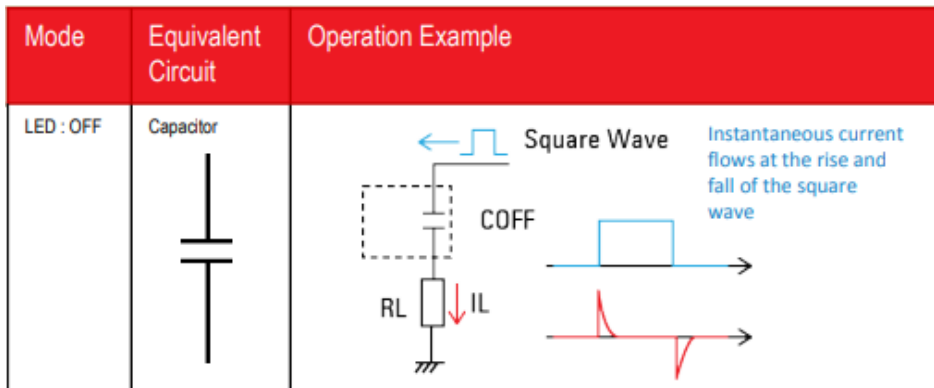 Mode
Equivalent
Circuit
Operation Example
LED : OFF
Capacitor
Square Wave
Instantaneous current
flows at the rise and
fall of the square
wave
COFF
RL
IL